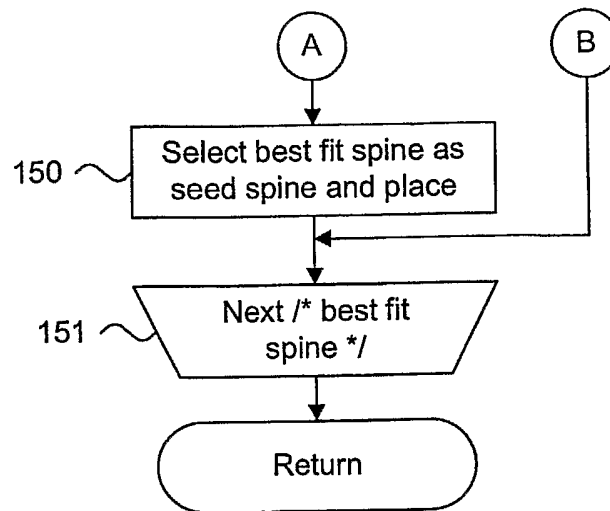 A
B
150
Select best fit spine as
seed spine and place
151
Next /* best fit
spine */
Return